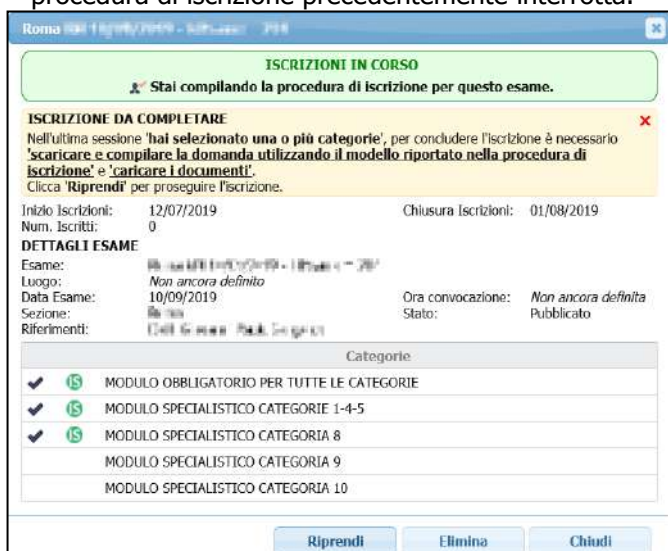 procedura di iscrizione precedentemente interrotta.
Roma
ISCRIZIONI IN CORSO
Stai compilando la procedura di iscrizione per questo esame.
ISCRIZIONE DA COMPLETARE
Nell'ultima sessione 'hai selezionato una o più categorie', per concludere l'iscrizione è necessario
'scaricare e compilare la domanda utilizzando il modello riportato nella procedura di
iscrizione' e 'caricare i documenti'.
Clicca 'Riprendi' per proseguire l'iscrizione.
Inizio Iscrizioni: 12/07/2019 Chiusura Iscrizioni: 01/08/2019
Num. Iscritti: 0
DETTAGLI ESAME
Esame:
Luogo: Non ancora definito
Data Esame: 10/09/2019 Ora convocazione: Non ancora definita
Sezione: Stato: Pubblicato
Riferimenti:
Categorie
IS MODULO OBBLIGATORIO PER TUTTE LE CATEGORIE
IS MODULO SPECIALISTICO CATEGORIE 1-4-5
IS MODULO SPECIALISTICO CATEGORIA 8
MODULO SPECIALISTICO CATEGORIA 9
MODULO SPECIALISTICO CATEGORIA 10
Riprendi Elimina Chiudi